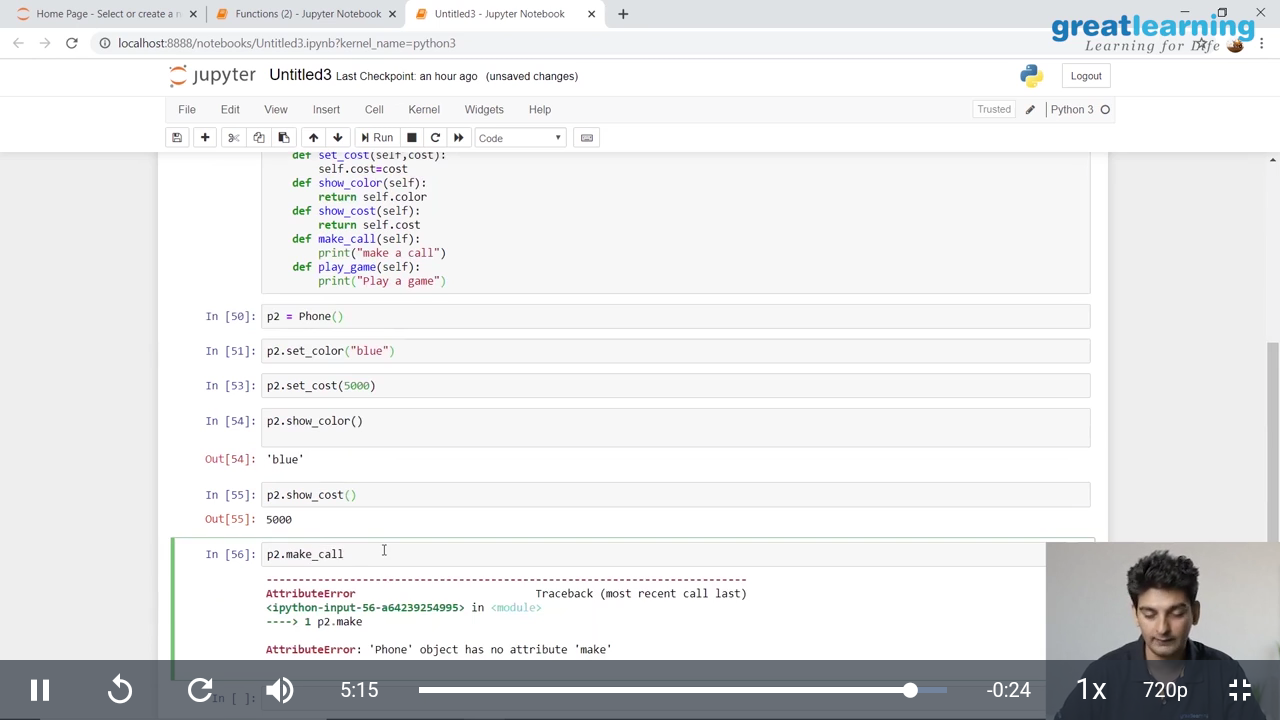 Home Page - Select or create a n
Functions (2) - Jupyter Notebook
Untitled3 - Jupyter Notebook
greatlearning
Learning for Life
localhost:8888/notebooks/Untitled3.ipynb?kernel_name=python3
jupyter Untitled3 Last Checkpoint: an hour ago (unsaved changes)
Logout
File Edit View Insert Cell Kernel Widgets Help
Trusted Python 3
Run Code
def set_cost(self,cost):
self.cost=cost
def show_color(self):
return self.color
def show_cost(self):
return self.cost
def make_call(self):
print("make a call")
def play_game(self):
print("Play a game")
In [50]: p2 = Phone()
In [51]: p2.set_color("blue")
In [53]: p2.set_cost(5000)
In [54]: p2.show_color()
Out[54]: 'blue'
In [55]: p2.show_cost()
Out[55]: 5000
In [56]: p2.make_call
---------------------------------------------------------------------------
AttributeError Traceback (most recent call last)
<ipython-input-56-a64239254995> in <module>
----> 1 p2.make
AttributeError: 'Phone' object has no attribute 'make'
In [ ]:
5:15 -0:24 1x 720p